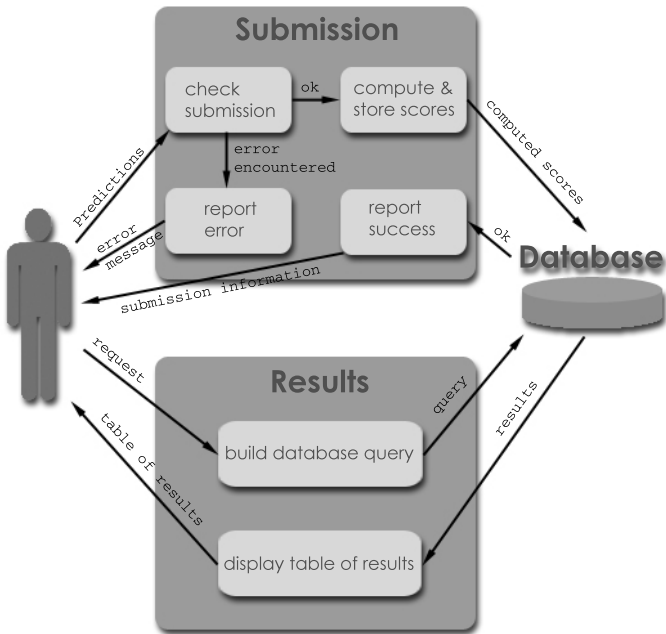 Submission
check
submission
ok
compute &
store scores
computed scores
Predictions
error
encountered
report
error
report
success
error
message
ok
submission information
Database
request
Results
query
results
build database query
table of results
display table of results